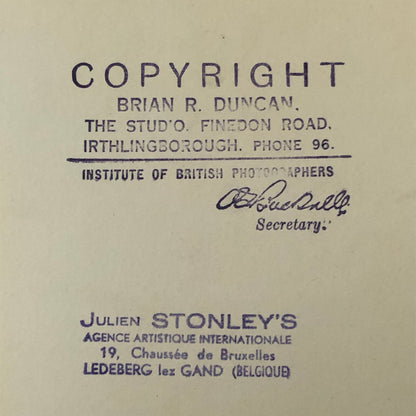 COPYRIGHT
BRIAN R. DUNCAN.
THE STUD'O. FINEDON ROAD.
IRTHLINGBOROUGH. PHONE 96.
INSTITUTE OF BRITISH PHOTOGRAPHERS
Secretary.
JULIEN STONLEY'S
AGENCE ARTISTIQUE INTERNATIONALE
19, Chaussée de Bruxelles
LEDEBERG lez GAND (BELGIQUE)